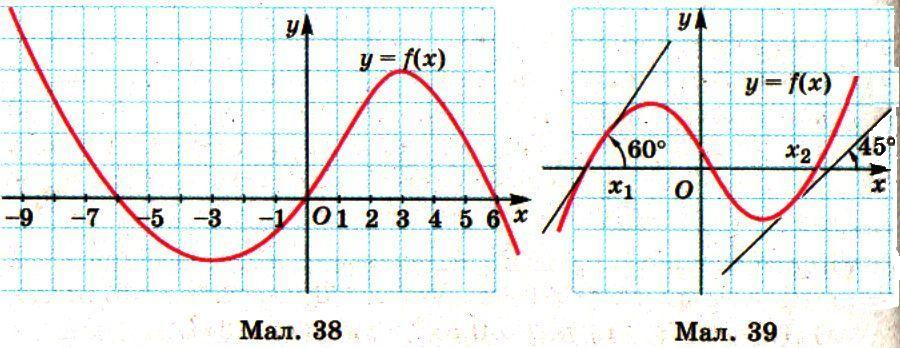 y
y = f(x)
-9 -7 -5 -3 -1 O 1 2 3 4 5 6 x
Мал. 38
y
y = f(x)
60°
x₂ 45°
x₁ O x
Мал. 39